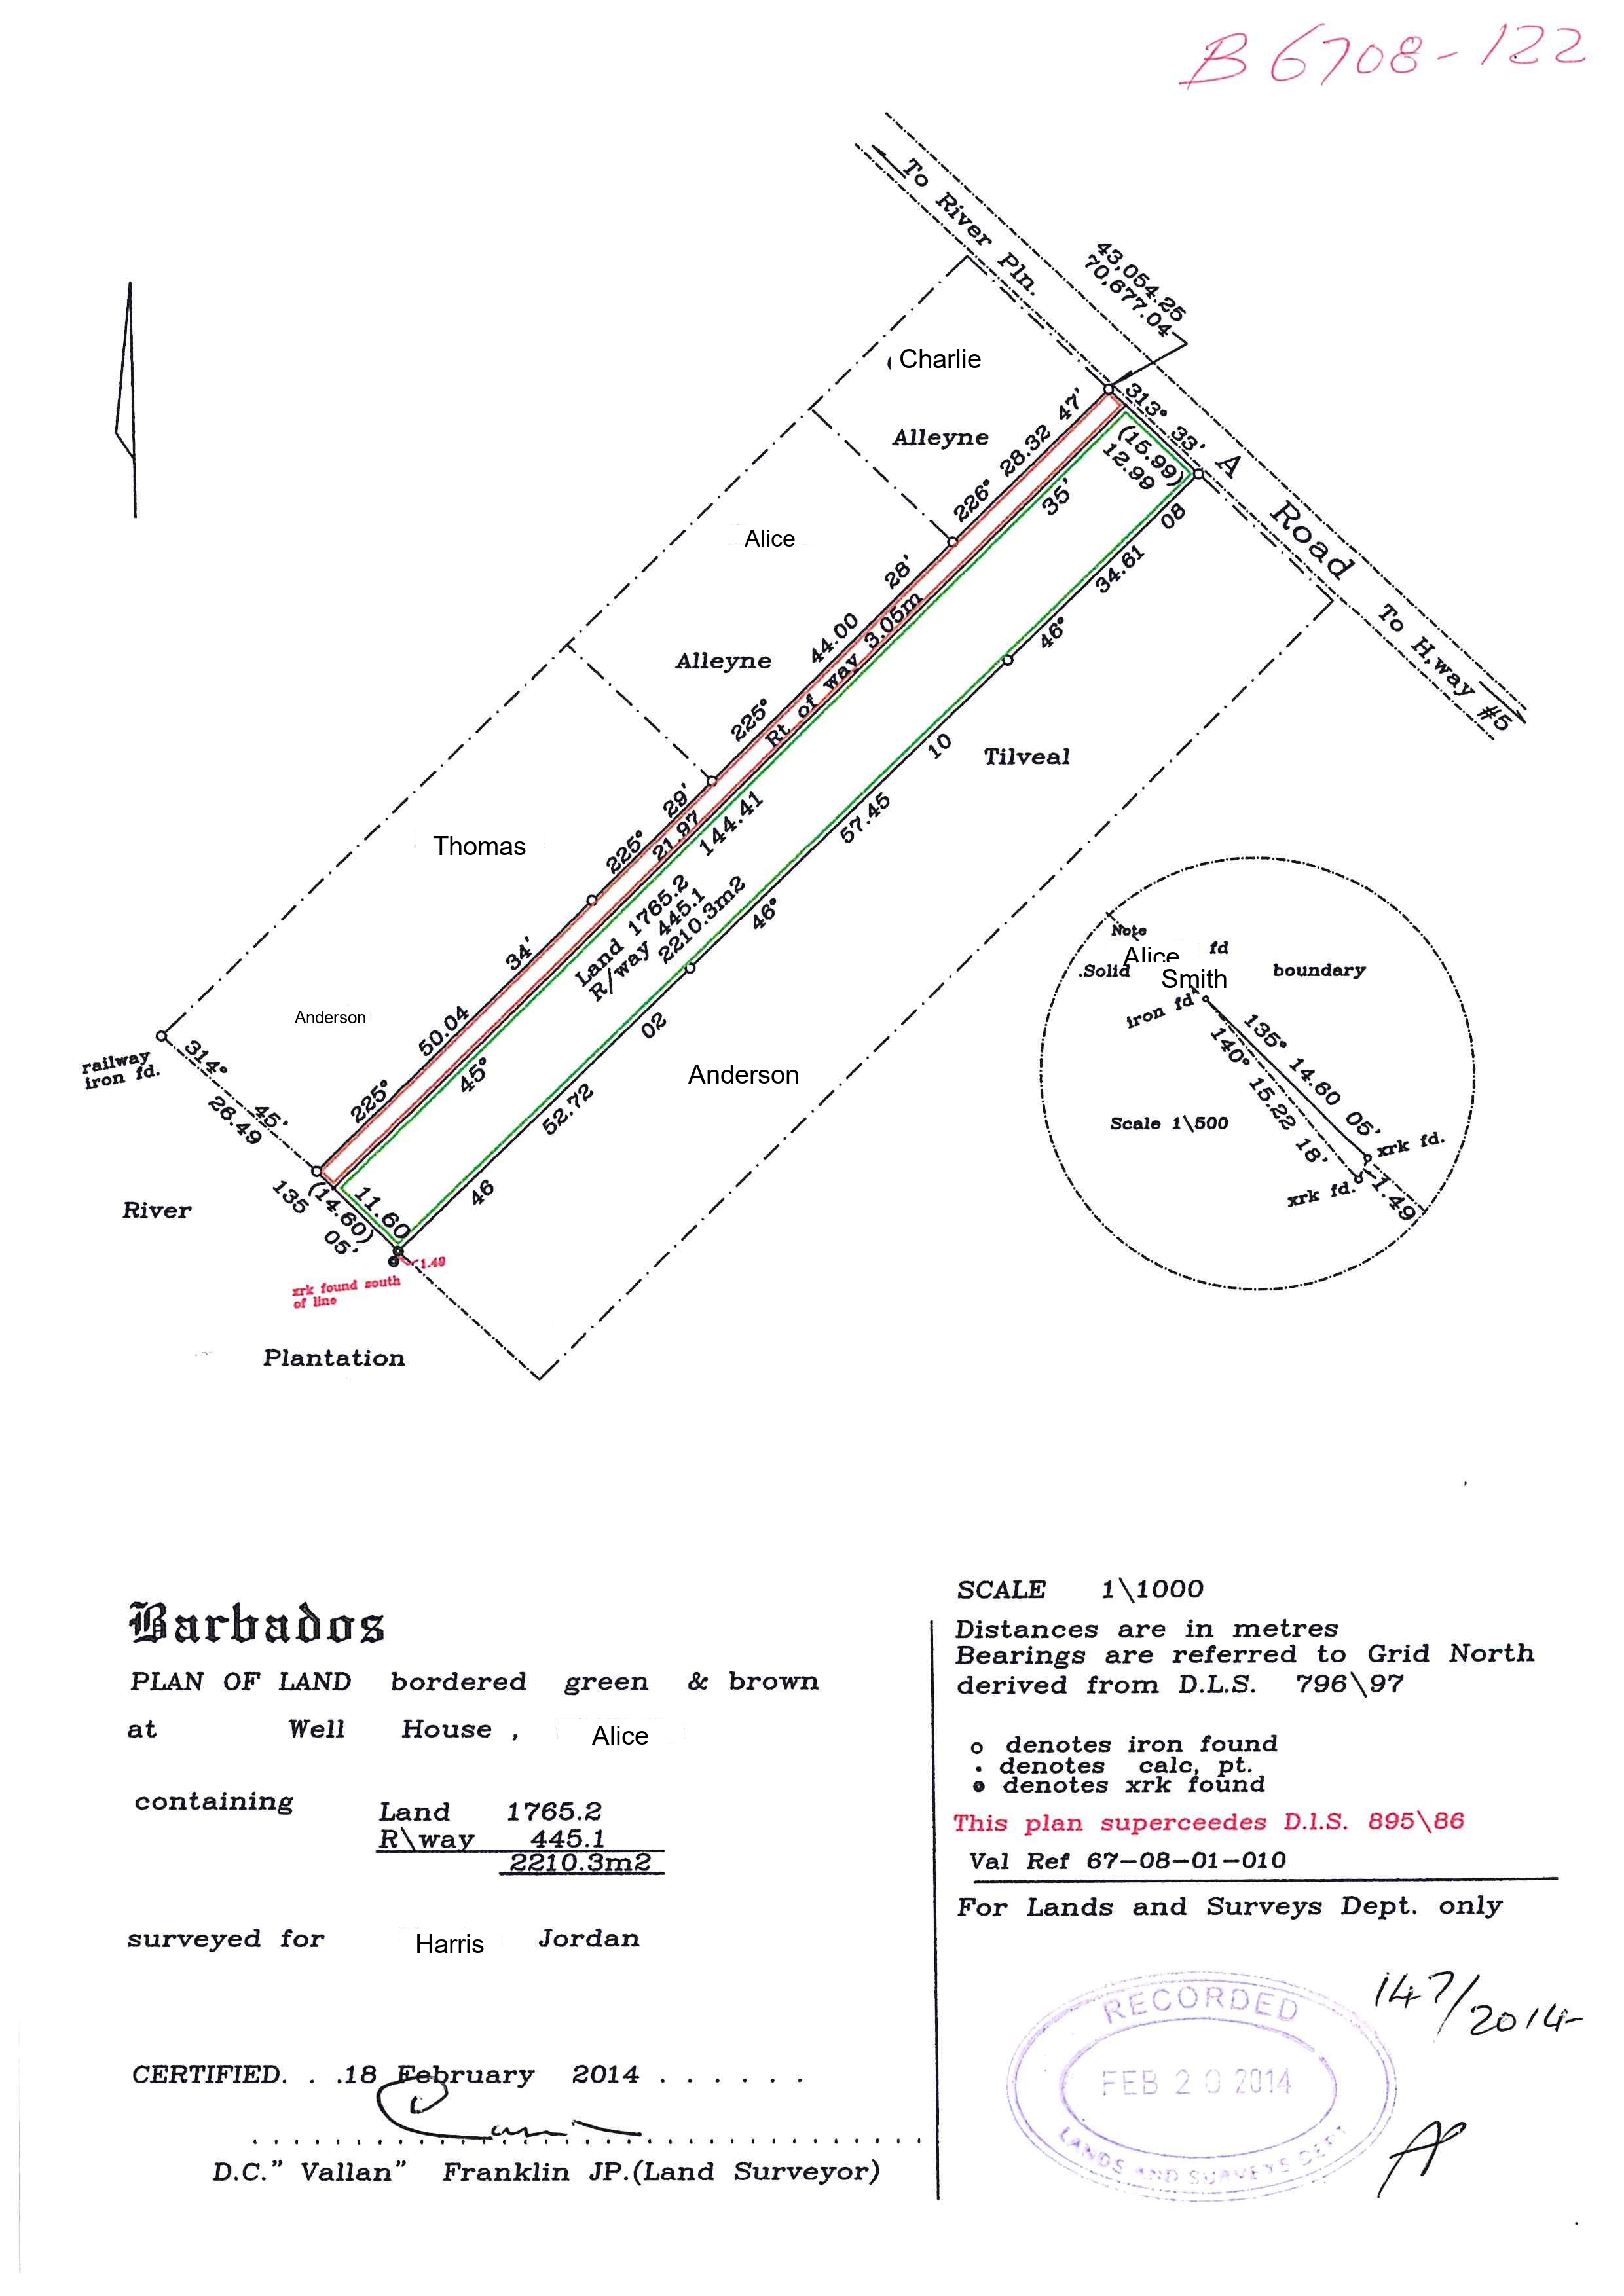 B 6708-122
To River Pln.
43,054.25
70,677.04
Charlie
Alleyne
313° 33'
(15.99)
12.99
A Road
To H,way #5
226° 28.32 47'
35'
08
34.61
46°
Alice
Alleyne
225° 44.00 28'
Rt of way 3.05m
Tilveal
10
57.45
46°
Thomas
225° 29'
21.97
144.41
Land 1765.2
R/way 445.1
2210.3m2
Anderson
225° 50.04 34'
45°
02
52.72
46
Anderson
railway
iron fd.
314° 45'
26.49
River
135 05'
(14.60)
11.60
1.49
xrk found south
of line
Plantation
Note
Alice fd
.Solid boundary
Smith
iron fd
135° 14.60 05'
140° 15.22 18'
Scale 1\500
xrk fd.
xrk fd.
1.49
Barbados
PLAN OF LAND bordered green & brown
at Well House , Alice
containing
Land 1765.2
R\way 445.1
2210.3m2
surveyed for Harris Jordan
CERTIFIED. . .18 February 2014 . . . . . .
D.C." Vallan" Franklin JP.(Land Surveyor)
SCALE 1\1000
Distances are in metres
Bearings are referred to Grid North
derived from D.L.S. 796\97
o denotes iron found
. denotes calc, pt.
denotes xrk found
This plan superceedes D.l.S. 895\86
Val Ref 67-08-01-010
For Lands and Surveys Dept. only
147/2014
RECORDED
FEB 20 2014
LANDS AND SURVEYS DEPT